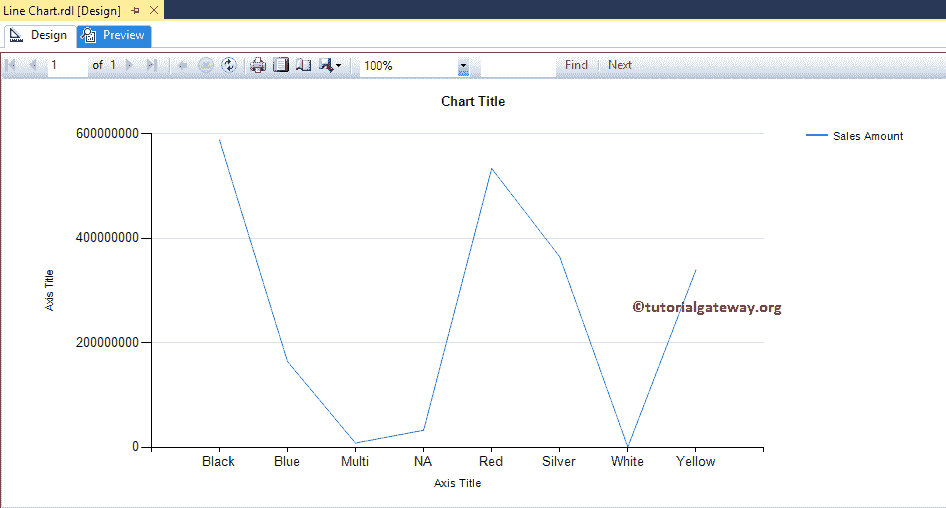 Line Chart.rdl [Design]
Design Preview
1 of 1 100% Find Next
Chart Title
Sales Amount
600000000
400000000
200000000
0
Axis Title
©tutorialgateway.org
Black Blue Multi NA Red Silver White Yellow
Axis Title